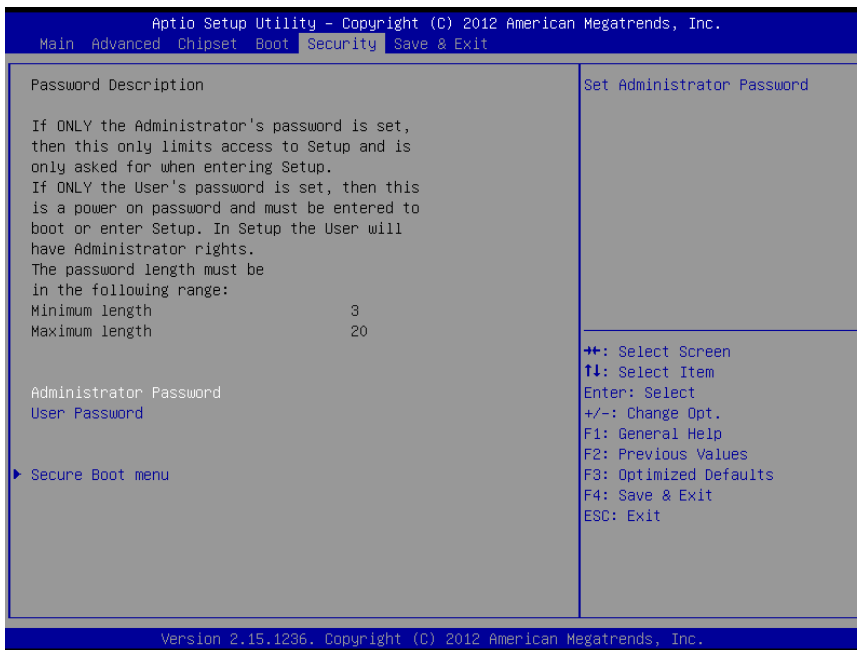 Aptio Setup Utility – Copyright (C) 2012 American Megatrends, Inc.
Main Advanced Chipset Boot Security Save & Exit
Password Description
If ONLY the Administrator's password is set,
then this only limits access to Setup and is
only asked for when entering Setup.
If ONLY the User's password is set, then this
is a power on password and must be entered to
boot or enter Setup. In Setup the User will
have Administrator rights.
The password length must be
in the following range:
Minimum length 3
Maximum length 20
Administrator Password
User Password
Secure Boot menu
Set Administrator Password
→←: Select Screen
↑↓: Select Item
Enter: Select
+/-: Change Opt.
F1: General Help
F2: Previous Values
F3: Optimized Defaults
F4: Save & Exit
ESC: Exit
Version 2.15.1236. Copyright (C) 2012 American Megatrends, Inc.